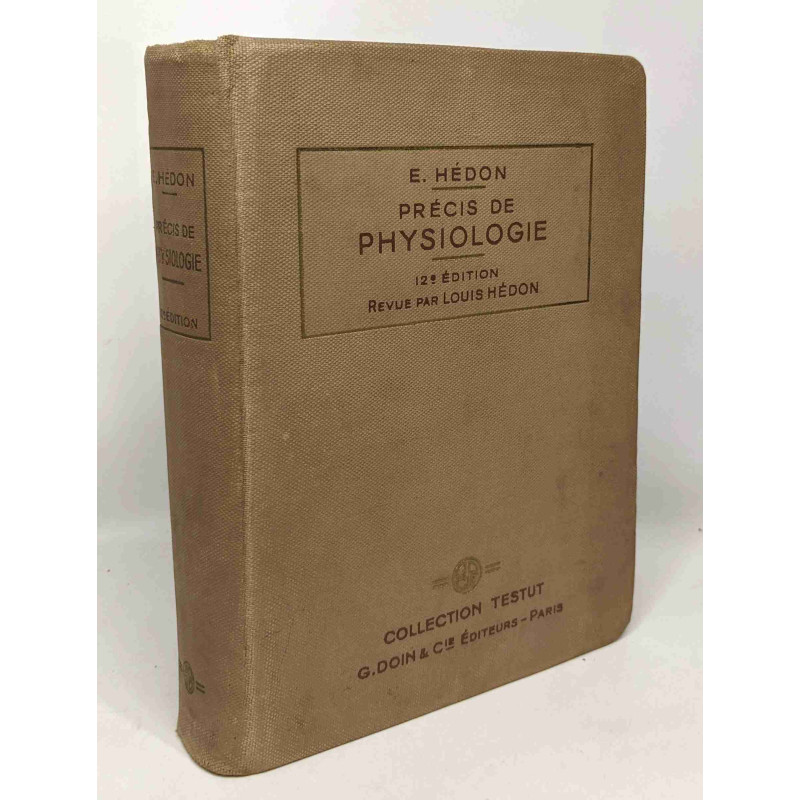 E. HÉDON
PRÉCIS DE
PHYSIOLOGIE
12e ÉDITION
REVUE PAR LOUIS HÉDON
COLLECTION TESTUT
G. DOIN & CIE ÉDITEURS - PARIS
E. HÉDON
PRÉCIS DE
PHYSIOLOGIE
ÉDITION